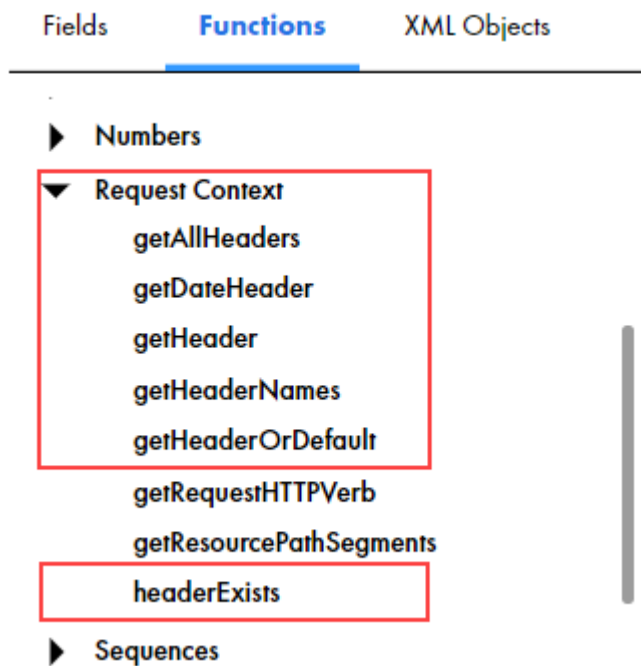 Fields Functions XML Objects
Numbers
Request Context
getAllHeaders
getDateHeader
getHeader
getHeaderNames
getHeaderOrDefault
getRequestHTTPVerb
getResourcePathSegments
headerExists
Sequences